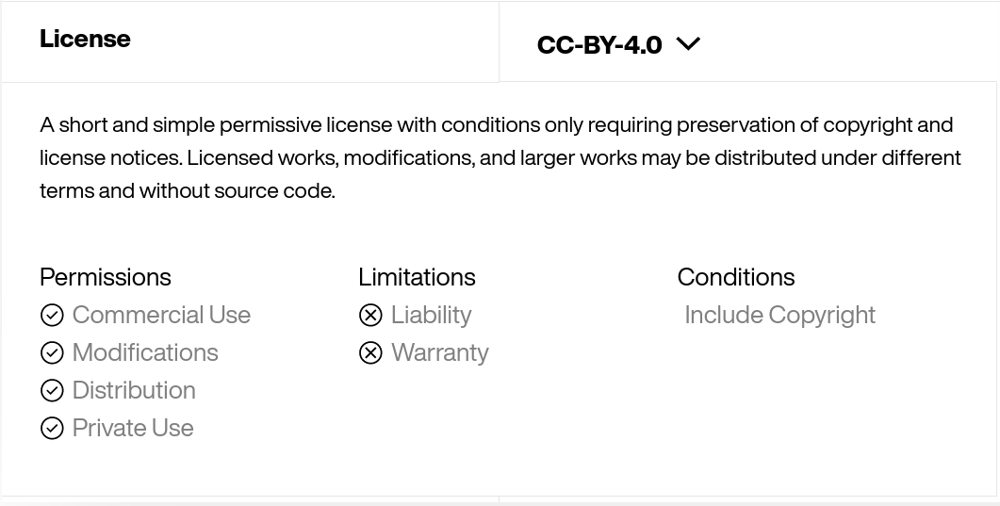 License
CC-BY-4.0
A short and simple permissive license with conditions only requiring preservation of copyright and
license notices. Licensed works, modifications, and larger works may be distributed under different
terms and without source code.
Permissions
Commercial Use
Modifications
Distribution
Private Use
Limitations
Liability
Warranty
Conditions
Include Copyright